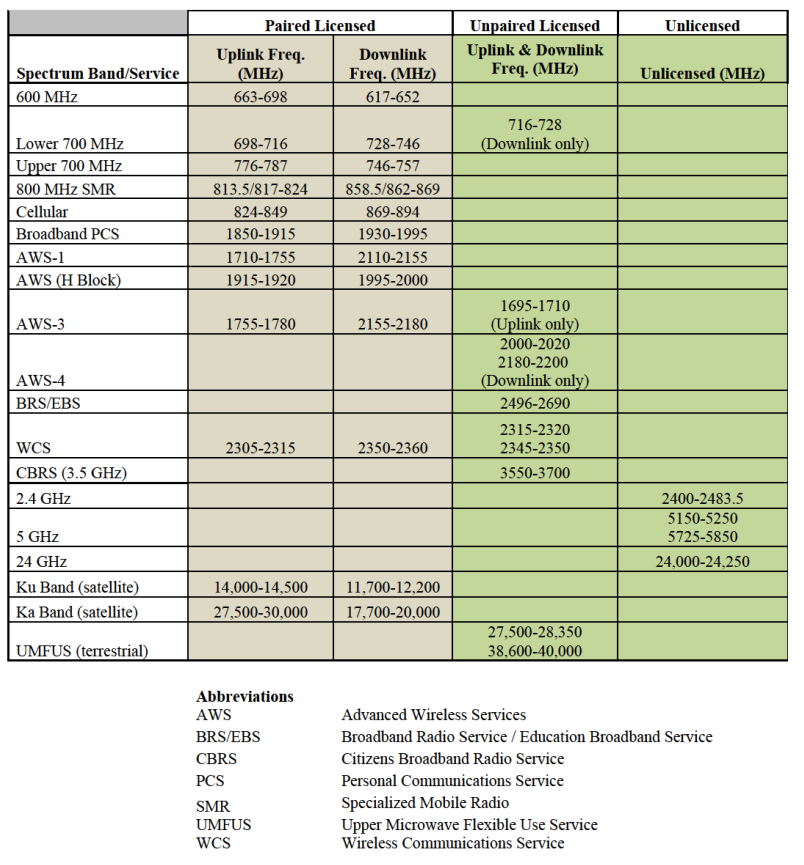 Paired Licensed Unpaired Licensed Unlicensed
Spectrum Band/Service Uplink Freq. (MHz) Downlink Freq. (MHz) Uplink & Downlink Freq. (MHz) Unlicensed (MHz)
600 MHz 663-698 617-652
Lower 700 MHz 698-716 728-746 716-728 (Downlink only)
Upper 700 MHz 776-787 746-757
800 MHz SMR 813.5/817-824 858.5/862-869
Cellular 824-849 869-894
Broadband PCS 1850-1915 1930-1995
AWS-1 1710-1755 2110-2155
AWS (H Block) 1915-1920 1995-2000
AWS-3 1755-1780 2155-2180 1695-1710 (Uplink only)
AWS-4 2000-2020 2180-2200 (Downlink only)
BRS/EBS 2496-2690
WCS 2305-2315 2350-2360 2315-2320 2345-2350
CBRS (3.5 GHz) 3550-3700
2.4 GHz 2400-2483.5
5 GHz 5150-5250 5725-5850
24 GHz 24,000-24,250
Ku Band (satellite) 14,000-14,500 11,700-12,200
Ka Band (satellite) 27,500-30,000 17,700-20,000
UMFUS (terrestrial) 27,500-28,350 38,600-40,000
Abbreviations
AWS Advanced Wireless Services
BRS/EBS Broadband Radio Service / Education Broadband Service
CBRS Citizens Broadband Radio Service
PCS Personal Communications Service
SMR Specialized Mobile Radio
UMFUS Upper Microwave Flexible Use Service
WCS Wireless Communications Service